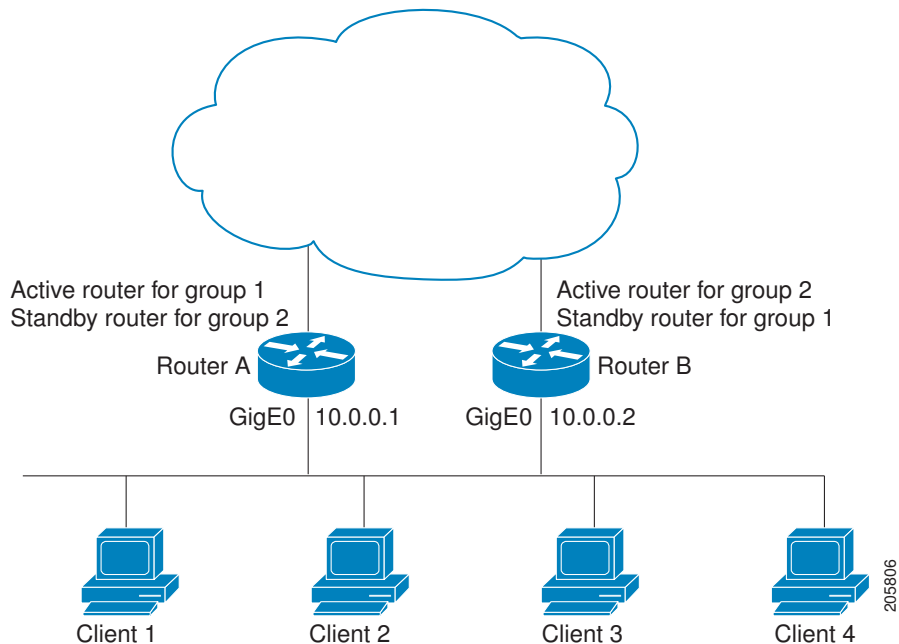 Active router for group 1
Standby router for group 2
Active router for group 2
Standby router for group 1
Router A
Router B
GigE0 10.0.0.1
GigE0 10.0.0.2
Client 1
Client 2
Client 3
Client 4
205806